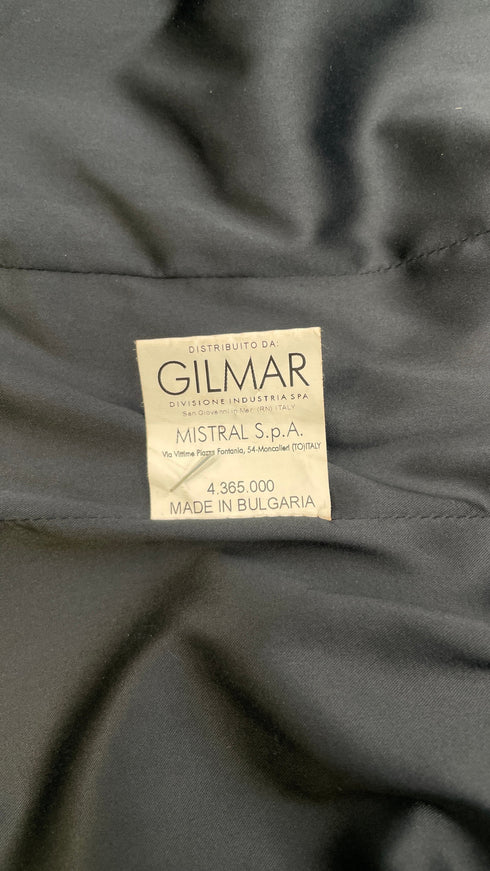 DISTRIBUITO DA:
GILMAR
DIVISIONE INDUSTRIA SPA
San Giovanni in Mar. (RN) ITALY
MISTRAL S.p.A.
Via Vittime Piazza Fontania, 54-Moncalieri (TO)ITALY
4.365.000
MADE IN BULGARIA